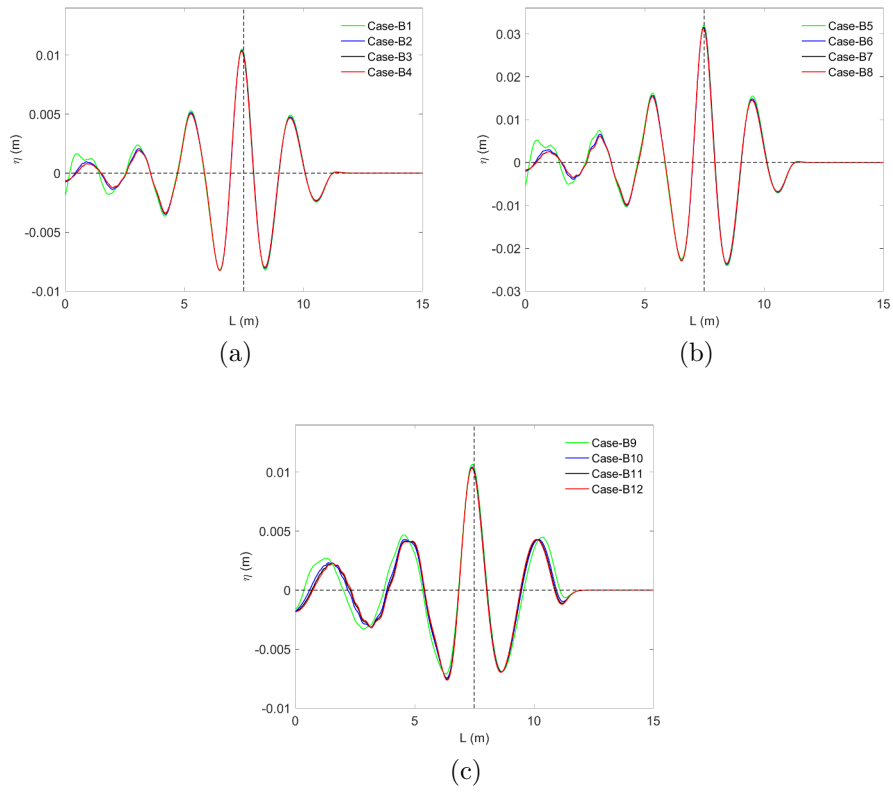 Case-B1
Case-B2
Case-B3
Case-B4
0.01
0.005
0
-0.005
-0.01
η (m)
0 5 10 15
L (m)
(a)
Case-B5
Case-B6
Case-B7
Case-B8
0.03
0.02
0.01
0
-0.01
-0.02
-0.03
η (m)
0 5 10 15
L (m)
(b)
Case-B9
Case-B10
Case-B11
Case-B12
0.01
0.005
0
-0.005
-0.01
η (m)
0 5 10 15
L (m)
(c)